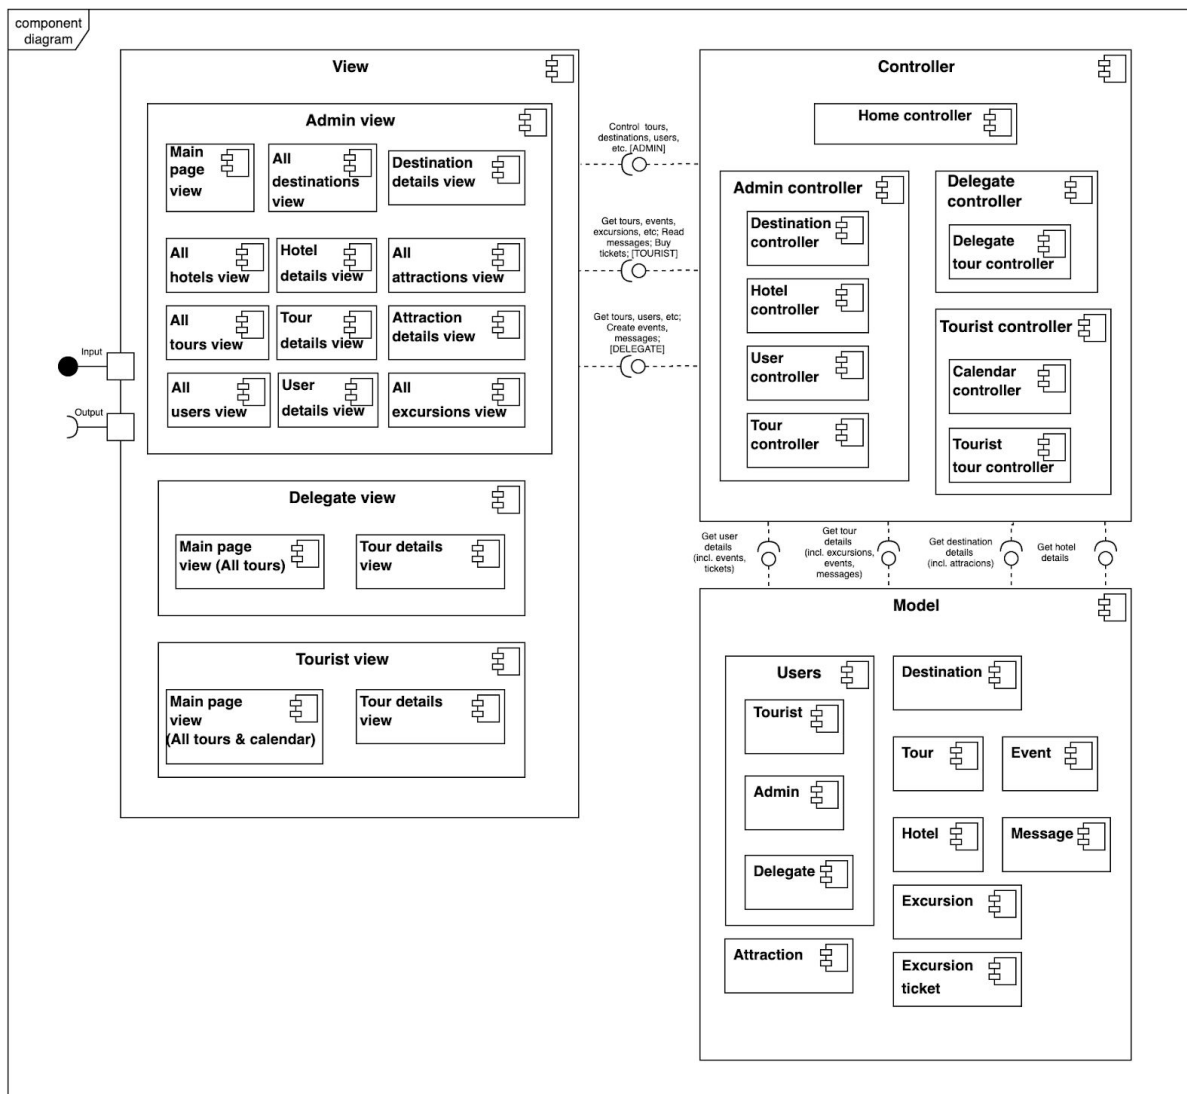 component
diagram
View
Admin view
Main
page
view
All
destinations
view
Destination
details view
All
hotels view
Hotel
details view
All
attractions view
All
tours view
Tour
details view
Attraction
details view
All
users view
User
details view
All
excursions view
Input
Output
Delegate view
Main page
view (All tours)
Tour details
view
Tourist view
Main page
view
(All tours & calendar)
Tour details
view
Control tours,
destinations, users,
etc. [ADMIN]
Get tours, events,
excursions, etc; Read
messages; Buy
tickets; [TOURIST]
Get tours, users, etc;
Create events,
messages;
[DELEGATE]
Controller
Home controller
Admin controller
Destination
controller
Hotel
controller
User
controller
Tour
controller
Delegate
controller
Delegate
tour controller
Tourist controller
Calendar
controller
Tourist
tour controller
Get user
details
(incl. events,
tickets)
Get tour
details
(incl. excursions,
events,
messages)
Get destination
details
(incl. attracions)
Get hotel
details
Model
Users
Tourist
Admin
Delegate
Attraction
Destination
Tour
Event
Hotel
Message
Excursion
Excursion
ticket